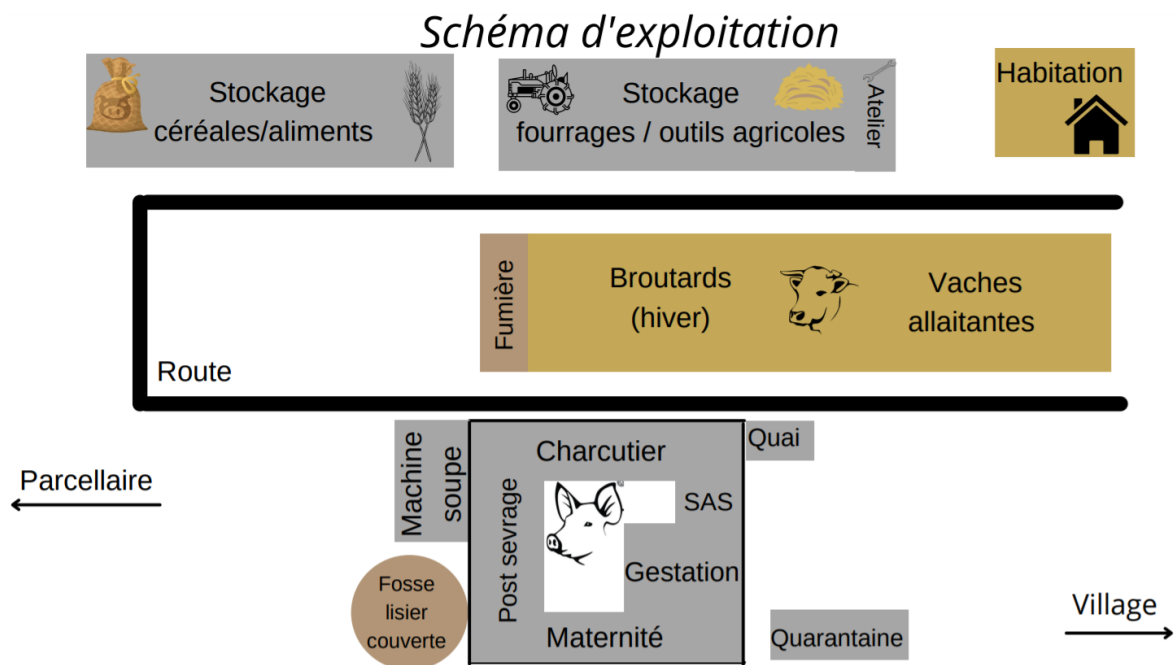 Schéma d'exploitation
Stockage
céréales/aliments
Stockage
fourrages / outils agricoles
Atelier
Habitation
Fumière
Broutards
(hiver)
Vaches
allaitantes
Route
Parcellaire
Machine
soupe
Charcutier
Quai
Post sevrage
SAS
Gestation
Maternité
Fosse
lisier
couverte
Quarantaine
Village